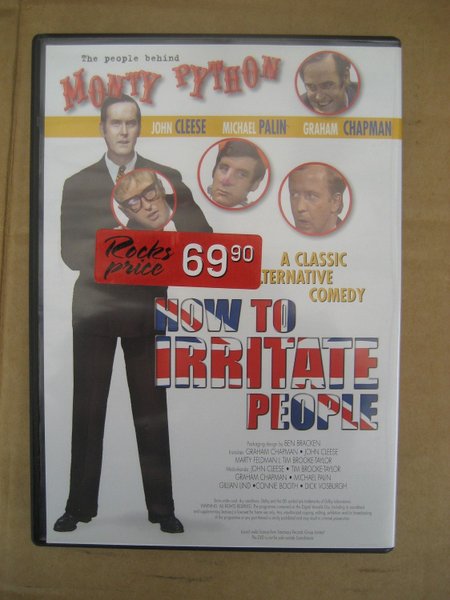 The people behind
MONTY PYTHON
JOHN CLEESE MICHAEL PALIN GRAHAM CHAPMAN
Rocks price 69 90
A CLASSIC
LTERNATIVE
COMEDY
HOW TO
IRRITATE
PEOPLE
Packaging design by BEN BRACKEN
GRAHAM CHAPMAN • JOHN CLEESE
MARTY FELDMAN TIM BROOKE-TAYLOR
JOHN CLEESE • TIM BROOKE-TAYLOR
GRAHAM CHAPMAN • MICHAEL PALIN
GILLIAN LIND • CONNIE BOOTH • DICK VOSBURGH